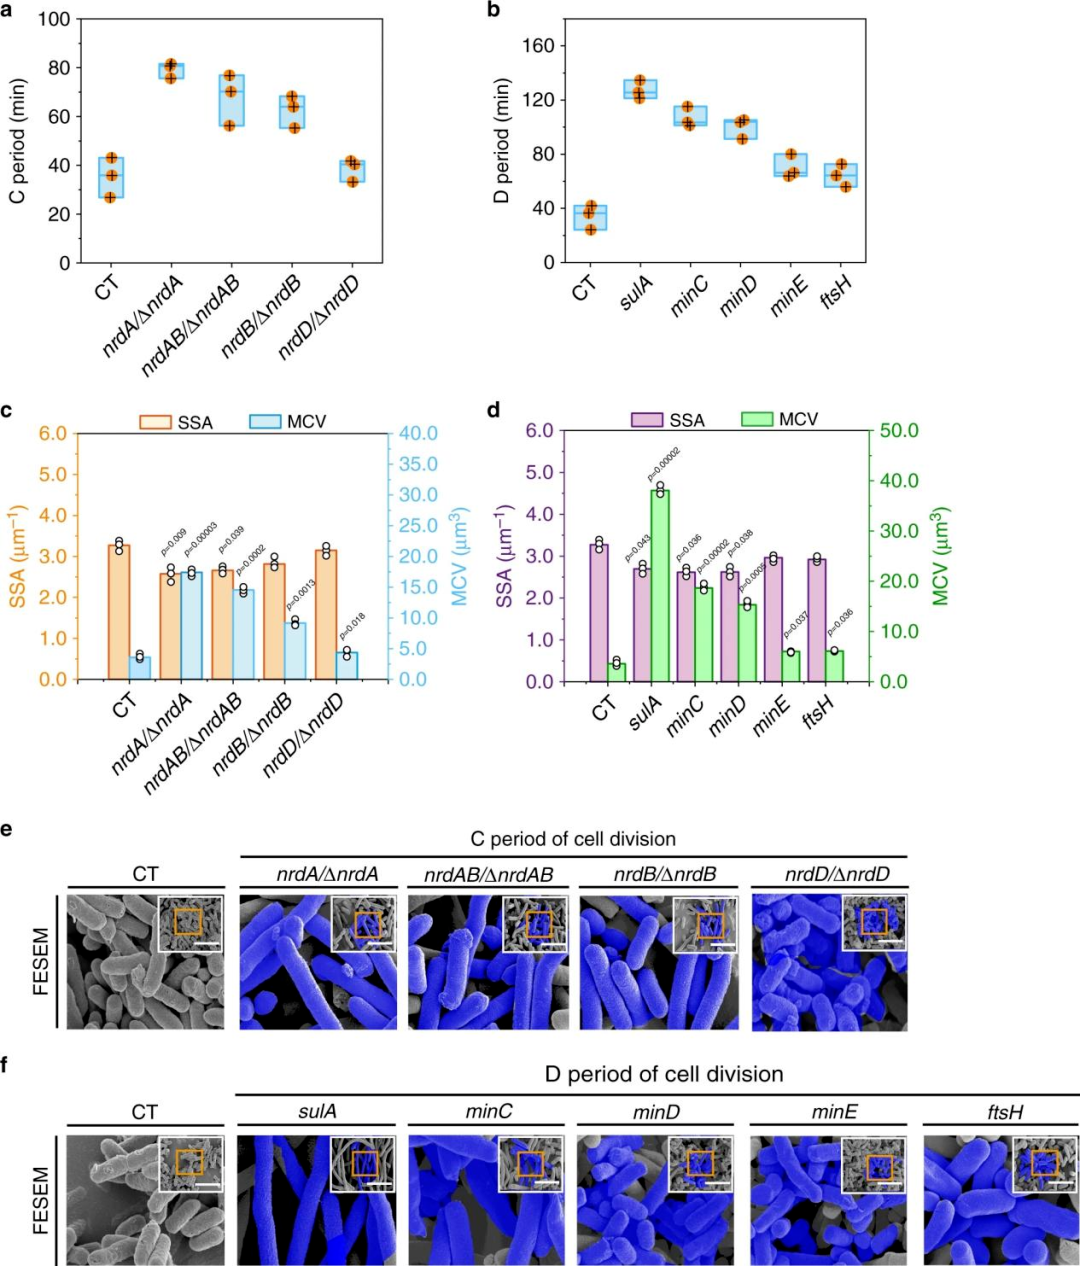 a
C period (min)
100
80
60
40
20
0
CT
nrdA/ΔnrdA
nrdAB/ΔnrdAB
nrdB/ΔnrdB
nrdD/ΔnrdD
b
D period (min)
160
120
80
40
0
CT
sulA
minC
minD
minE
ftsH
c
SSA
MCV
SSA (µm⁻¹)
6.0
5.0
4.0
3.0
2.0
1.0
0.0
p=0.009
p=0.00003
p=0.039
p=0.0002
p=0.0013
p=0.018
40.0
35.0
30.0
25.0
20.0
15.0
10.0
5.0
0.0
MCV (µm³)
CT
nrdA/ΔnrdA
nrdAB/ΔnrdAB
nrdB/ΔnrdB
nrdD/ΔnrdD
d
SSA
MCV
SSA (µm⁻¹)
6.0
5.0
4.0
3.0
2.0
1.0
0.0
p=0.043
p=0.00002
p=0.036
p=0.00002
p=0.038
p=0.0005
p=0.037
p=0.036
50.0
40.0
30.0
20.0
10.0
0.0
MCV (µm³)
CT
sulA
minC
minD
minE
ftsH
e
C period of cell division
CT
nrdA/ΔnrdA
nrdAB/ΔnrdAB
nrdB/ΔnrdB
nrdD/ΔnrdD
FESEM
f
D period of cell division
CT
sulA
minC
minD
minE
ftsH
FESEM